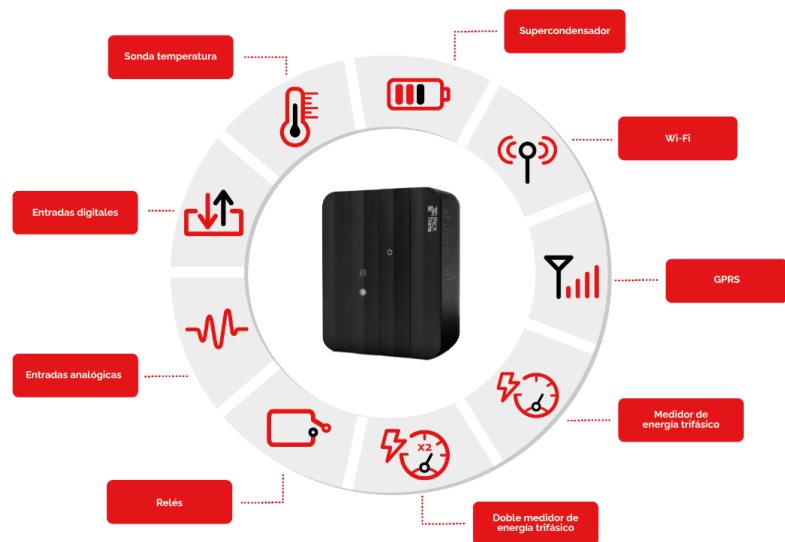 Supercondensador
Sonda temperatura
Wi-Fi
Entradas digitales
GPRS
Entradas analógicas
Medidor de
energía trifásico
X2
Relés
Doble medidor de
energía trifásico